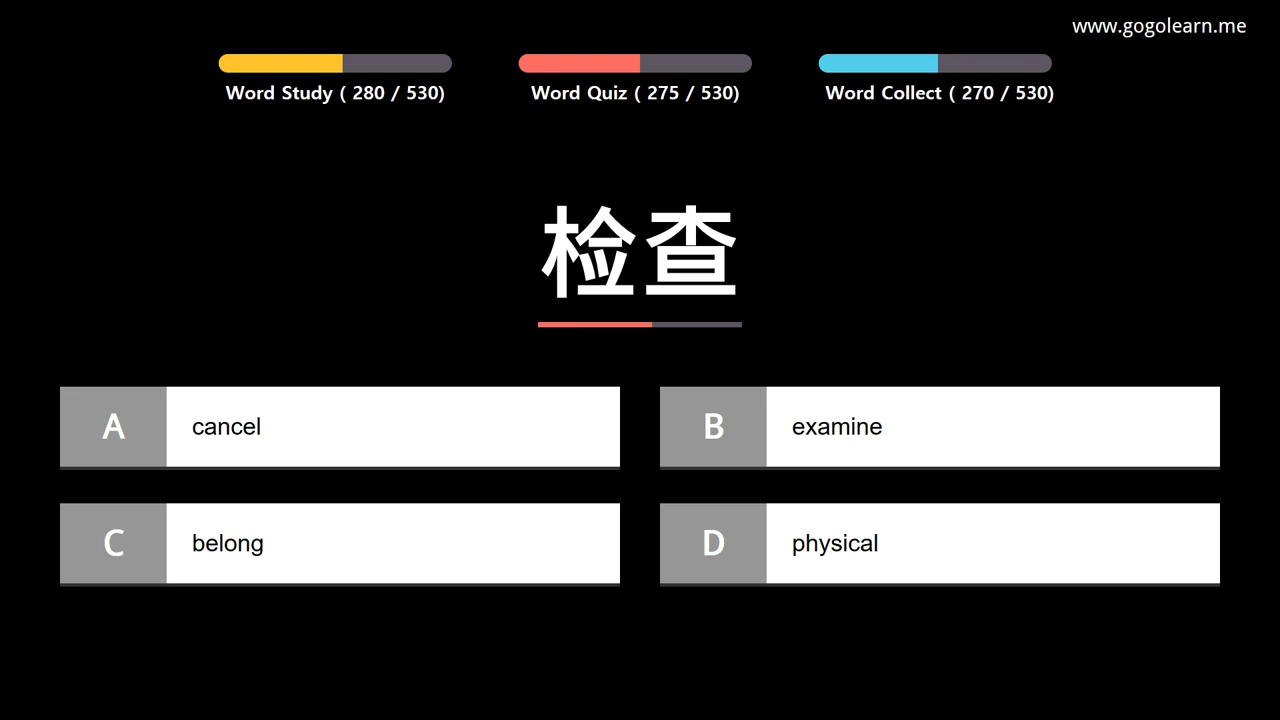 www.gogolearn.me
Word Study ( 280 / 530)
Word Quiz ( 275 / 530)
Word Collect ( 270 / 530)
检查
A cancel
B examine
C belong
D physical